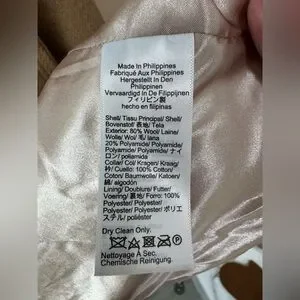 Made In Philippines
Fabriqué Aux Philippines
Hergestellt In Den
Philippinen
Vervaardigd In De Filippijnen
フィリピン製
hecho en filipinas
Shell/ Tissu Principal/ Shell/
Bovenstof/ 表地/ Tela
Exterior: 80% Wool/ Laine/
Wolle/ Wol/ 毛/ lana
20% Polyamide/ Polyamide/
Polyamid/ Polyamide/ ナイ
ロン/ poliamida
Collar/ Col/ Kragen/ Kraag/
衿/ Cuello: 100% Cotton/
Coton/ Baumwolle/ Katoen/
綿/ algodón
Lining/ Doublure/ Futter/
Voering/ 裏地/ Forro: 100%
Polyester/ Polyester/
Polyester/ Polyester/ ポリエ
ステル/ poliéster
Dry Clean Only.
P
Nettoyage A Sec.
Chemische Reinigung.